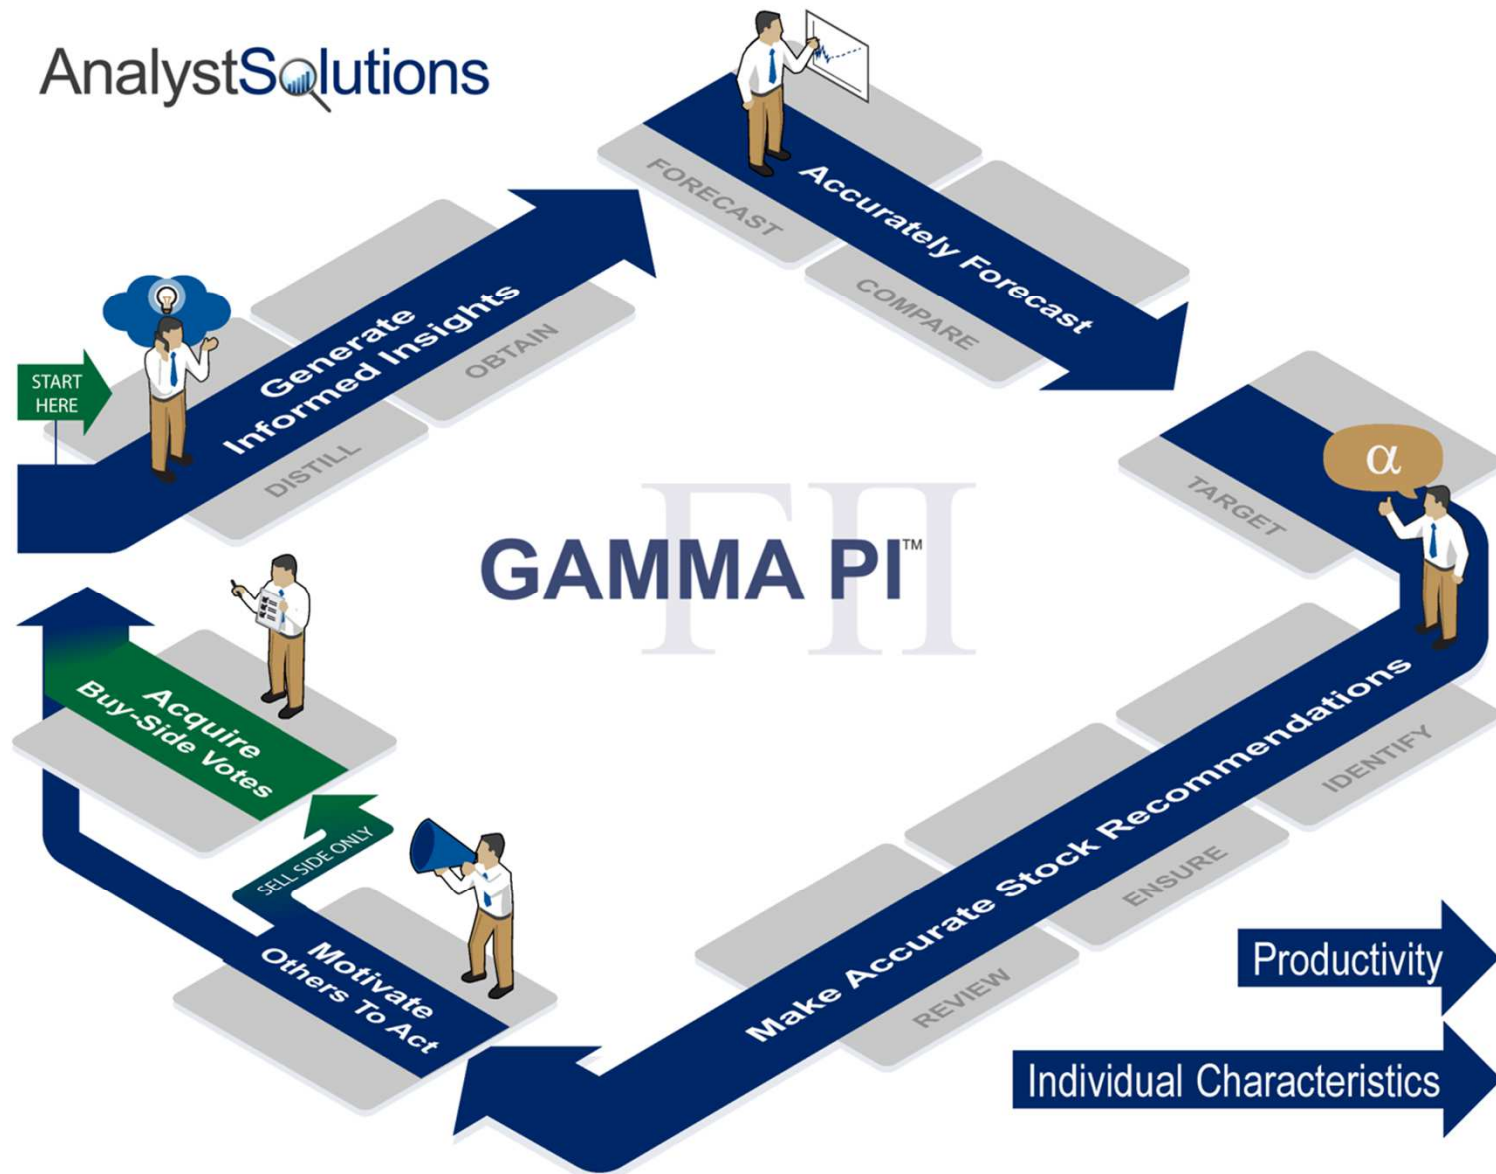 AnalystSolutions
FORECAST
Accurately Forecast
COMPARE
START
HERE
Generate
Informed Insights
OBTAIN
DISTILL
α
TARGET
ΓΠ
GAMMA PI™
Acquire
Buy-Side Votes
SELL SIDE ONLY
Motivate
Others To Act
Make Accurate Stock Recommendations
IDENTIFY
ENSURE
REVIEW
Productivity
Individual Characteristics